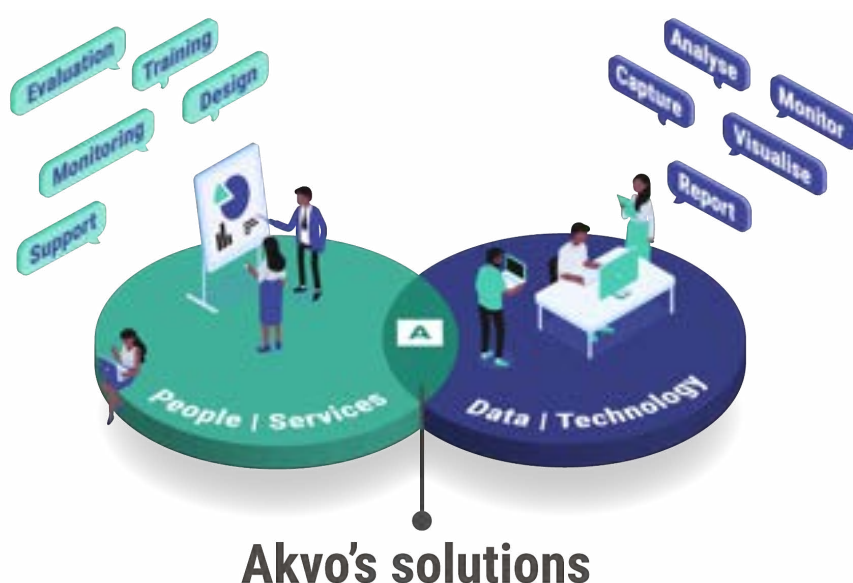 Evaluation
Training
Design
Monitoring
Support
Analyse
Capture
Monitor
Visualise
Report
A
People | Services
Data | Technology
Akvo's solutions